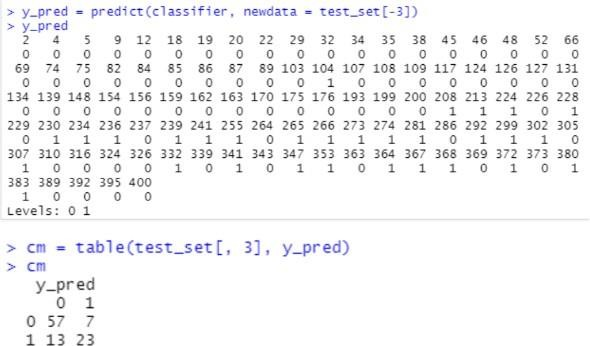 > y_pred = predict(classifier, newdata = test_set[-3])
> y_pred
2 4 5 9 12 18 19 20 22 29 32 34 35 38 45 46 48 52 66
0 0 0 0 0 0 0 0 0 0 0 0 0 0 0 0 0 0 0
69 74 75 82 84 85 86 87 89 103 104 107 108 109 117 124 126 127 131
0 0 0 0 0 0 0 0 0 0 1 0 0 0 0 0 0 0 0
134 139 148 154 156 159 162 163 170 175 176 193 199 200 208 213 224 226 228
0 0 0 0 0 0 0 0 0 0 0 0 0 0 1 1 1 0 1
229 230 234 236 237 239 241 255 264 265 266 273 274 281 286 292 299 302 305
0 1 1 1 0 1 1 1 0 1 1 1 1 1 0 1 1 1 0
307 310 316 324 326 332 339 341 343 347 353 363 364 367 368 369 372 373 380
1 0 0 0 0 1 0 1 0 1 1 0 1 1 1 0 1 0 1
383 389 392 395 400
1 0 0 0 0
Levels: 0 1
> cm = table(test_set[, 3], y_pred)
> cm
y_pred
0 1
0 57 7
1 13 23